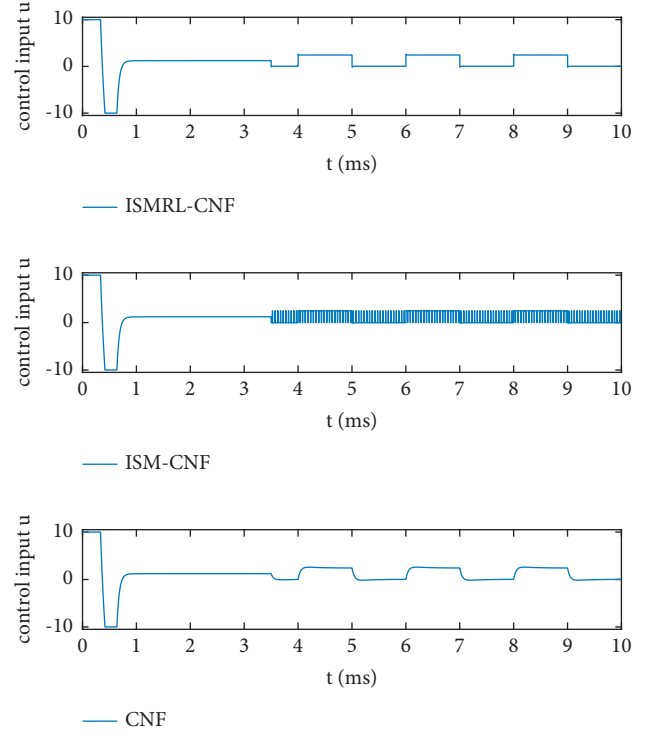 control input u
10
0
-10
0 1 2 3 4 5 6 7 8 9 10
t (ms)
ISMRL-CNF
control input u
10
0
-10
0 1 2 3 4 5 6 7 8 9 10
t (ms)
ISM-CNF
control input u
10
0
-10
0 1 2 3 4 5 6 7 8 9 10
t (ms)
CNF